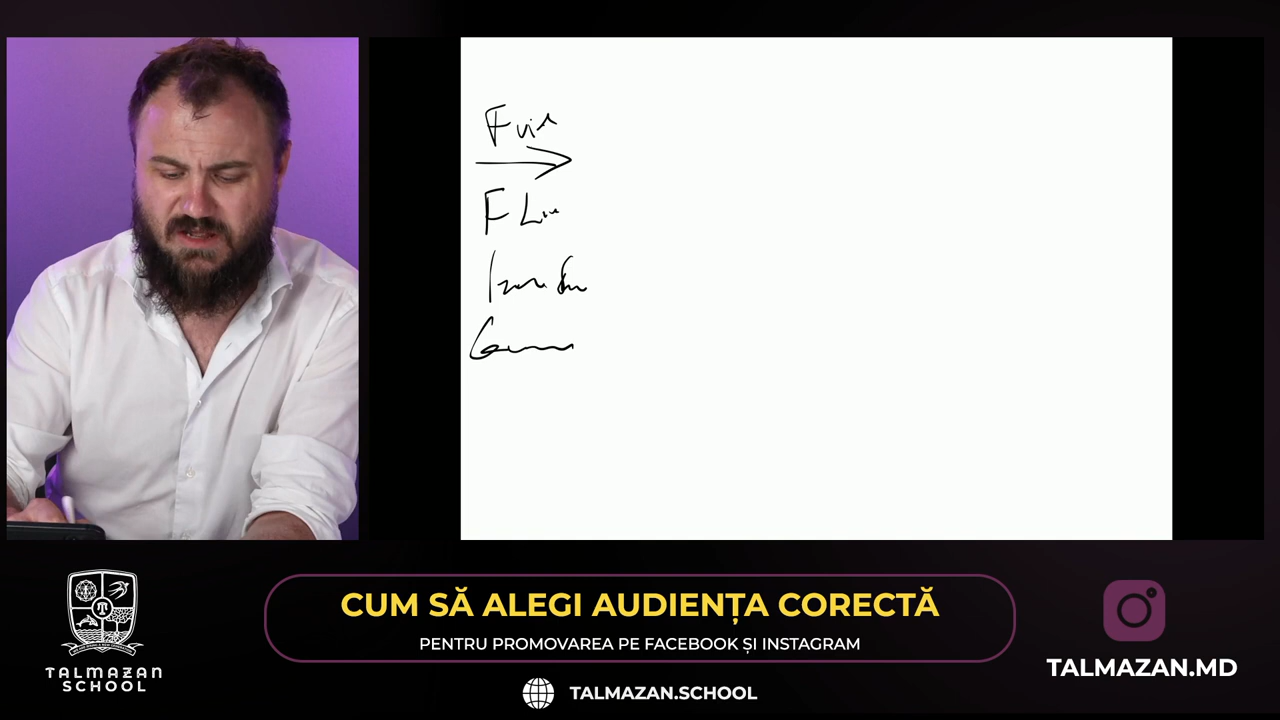 F
F
CUM SĂ ALEGI AUDIENȚA CORECTĂ
PENTRU PROMOVAREA PE FACEBOOK ȘI INSTAGRAM
TALMAZAN
SCHOOL
TALMAZAN.SCHOOL
TALMAZAN.MD